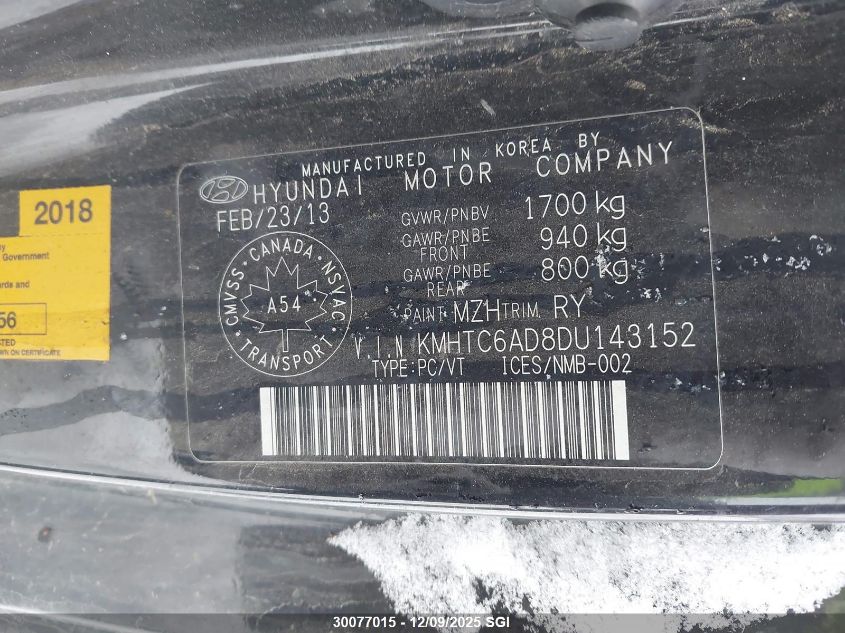 MANUFACTURED IN KOREA BY
HYUNDAI MOTOR COMPANY
FEB/23/13
GVWR/PNBV 1700 kg
GAWR/PNBE FRONT 940 kg
GAWR/PNBE REAR 800 kg
PAINT MZH TRIM RY
CMVSS · CANADA · NSVAC
A54
TRANSPORT
V.I.N KMHTC6AD8DU143152
TYPE:PC/VT ICES/NMB-002
2018
Government
56
30077015 - 12/09/2025 SGI